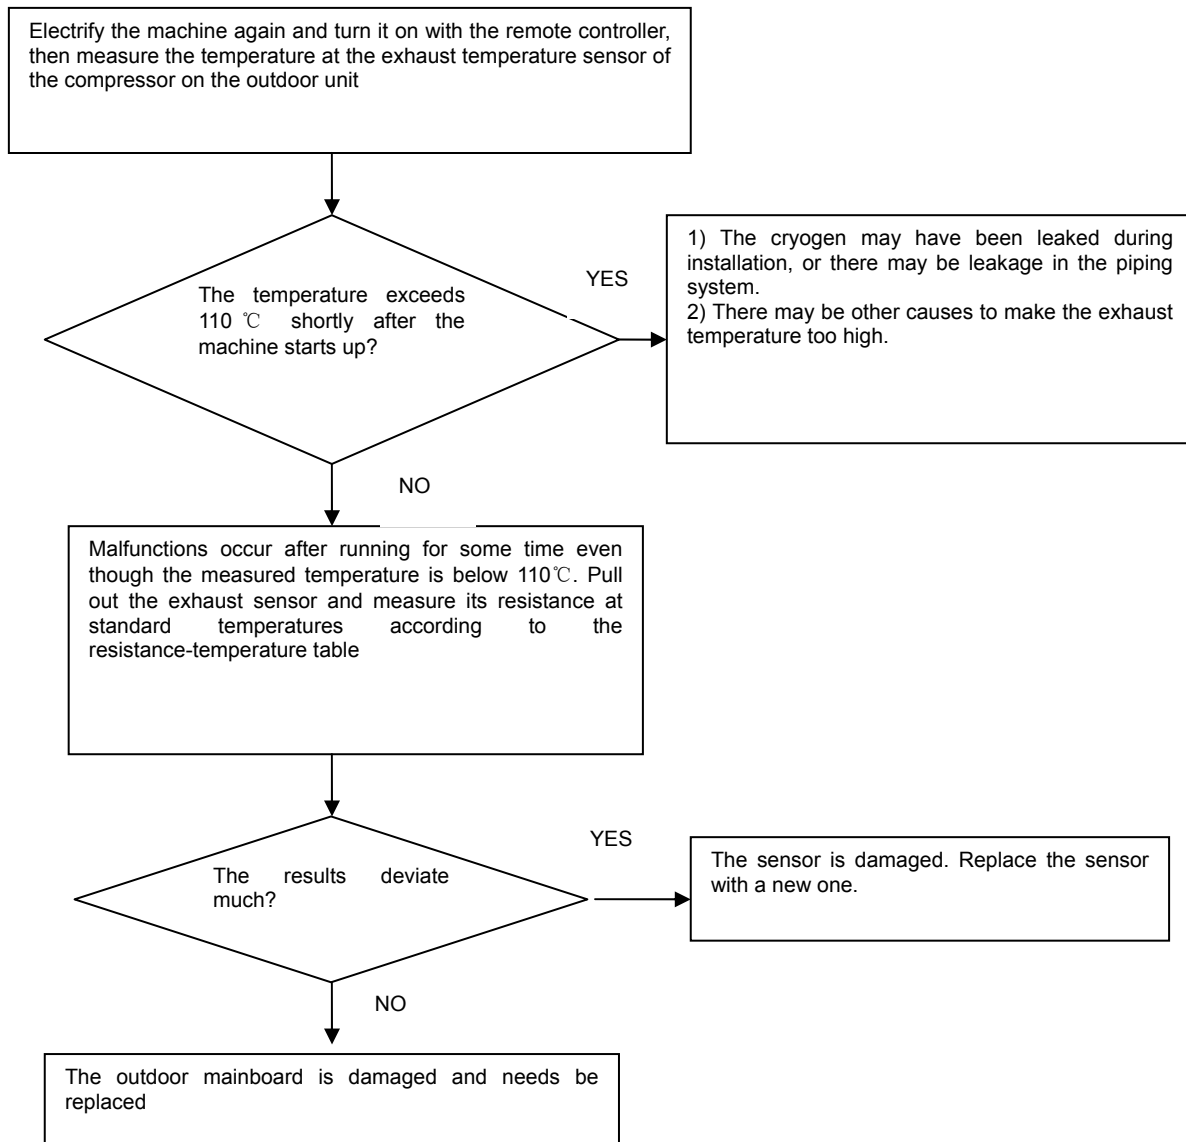 Electrify the machine again and turn it on with the remote controller,
then measure the temperature at the exhaust temperature sensor of
the compressor on the outdoor unit
The temperature exceeds
110 ℃ shortly after the
machine starts up?
YES
1) The cryogen may have been leaked during
installation, or there may be leakage in the piping
system.
2) There may be other causes to make the exhaust
temperature too high.
NO
Malfunctions occur after running for some time even
though the measured temperature is below 110℃. Pull
out the exhaust sensor and measure its resistance at
standard temperatures according to the
resistance-temperature table
The results deviate
much?
YES
The sensor is damaged. Replace the sensor
with a new one.
NO
The outdoor mainboard is damaged and needs be
replaced